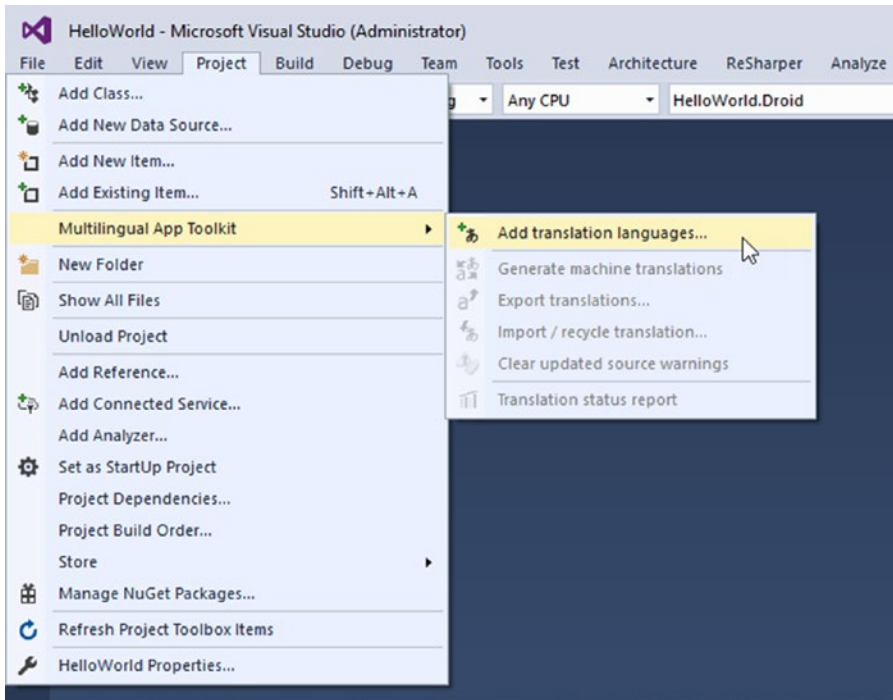 HelloWorld - Microsoft Visual Studio (Administrator)
File Edit View Project Build Debug Team Tools Test Architecture ReSharper Analyze
Any CPU HelloWorld.Droid
Add Class...
Add New Data Source...
Add New Item...
Add Existing Item... Shift+Alt+A
Multilingual App Toolkit
Add translation languages...
Generate machine translations
Export translations...
Import / recycle translation...
Clear updated source warnings
Translation status report
New Folder
Show All Files
Unload Project
Add Reference...
Add Connected Service...
Add Analyzer...
Set as StartUp Project
Project Dependencies...
Project Build Order...
Store
Manage NuGet Packages...
Refresh Project Toolbox Items
HelloWorld Properties...